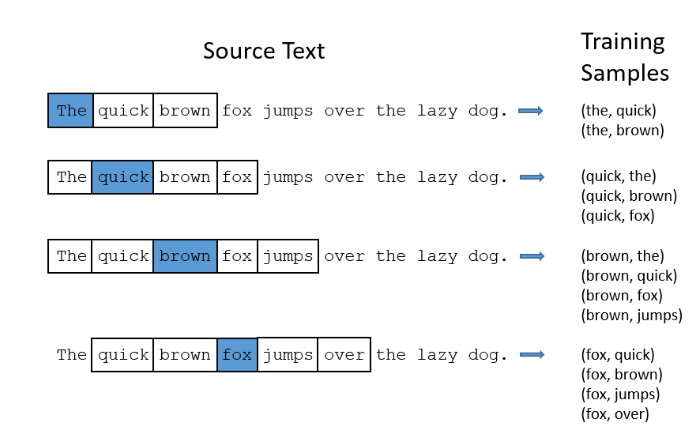 Source Text
Training
Samples
The quick brown fox jumps over the lazy dog.
(the, quick)
(the, brown)
The quick brown fox jumps over the lazy dog.
(quick, the)
(quick, brown)
(quick, fox)
The quick brown fox jumps over the lazy dog.
(brown, the)
(brown, quick)
(brown, fox)
(brown, jumps)
The quick brown fox jumps over the lazy dog.
(fox, quick)
(fox, brown)
(fox, jumps)
(fox, over)